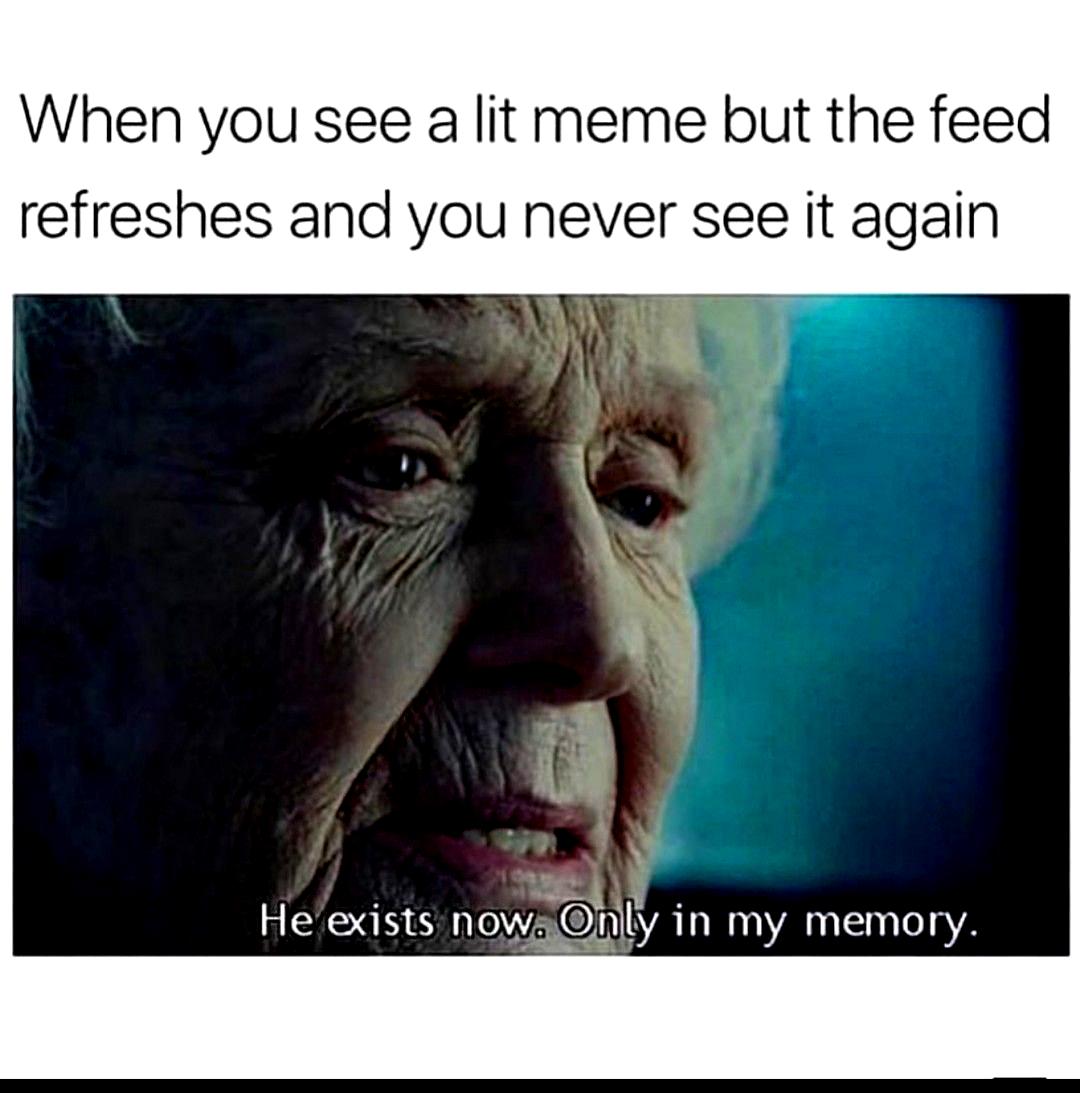 When you see a lit meme but the feed
refreshes and you never see it again
He exists now. Only in my memory.